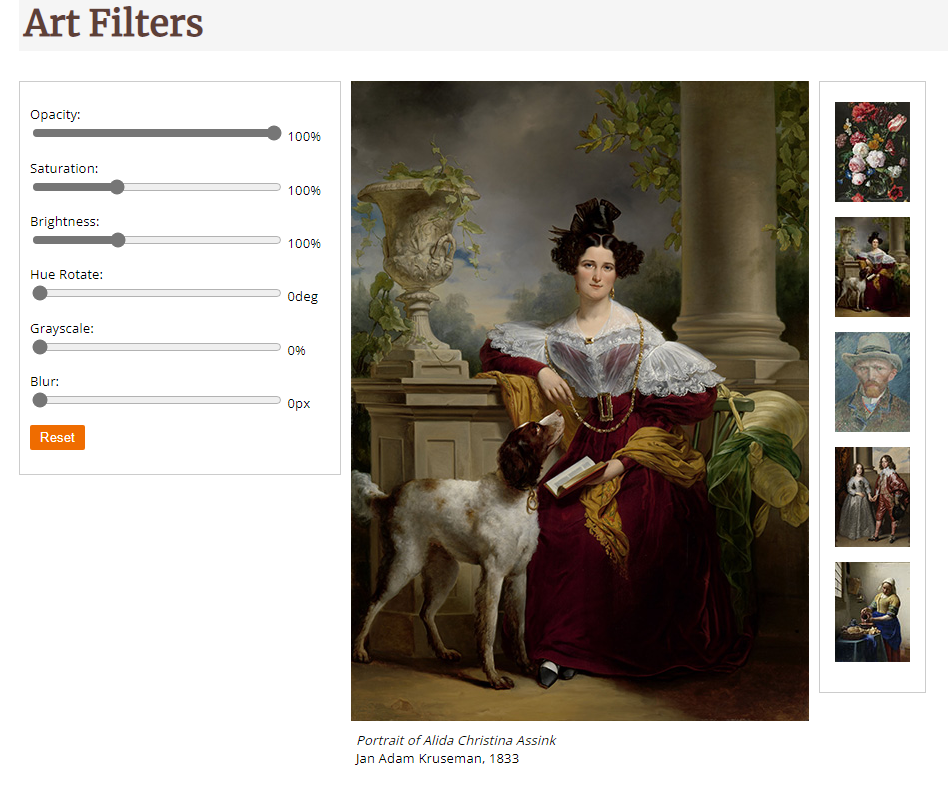 Art Filters
Opacity:
100%
Saturation:
100%
Brightness:
100%
Hue Rotate:
0deg
Grayscale:
0%
Blur:
0px
Reset
Portrait of Alida Christina Assink
Jan Adam Kruseman, 1833